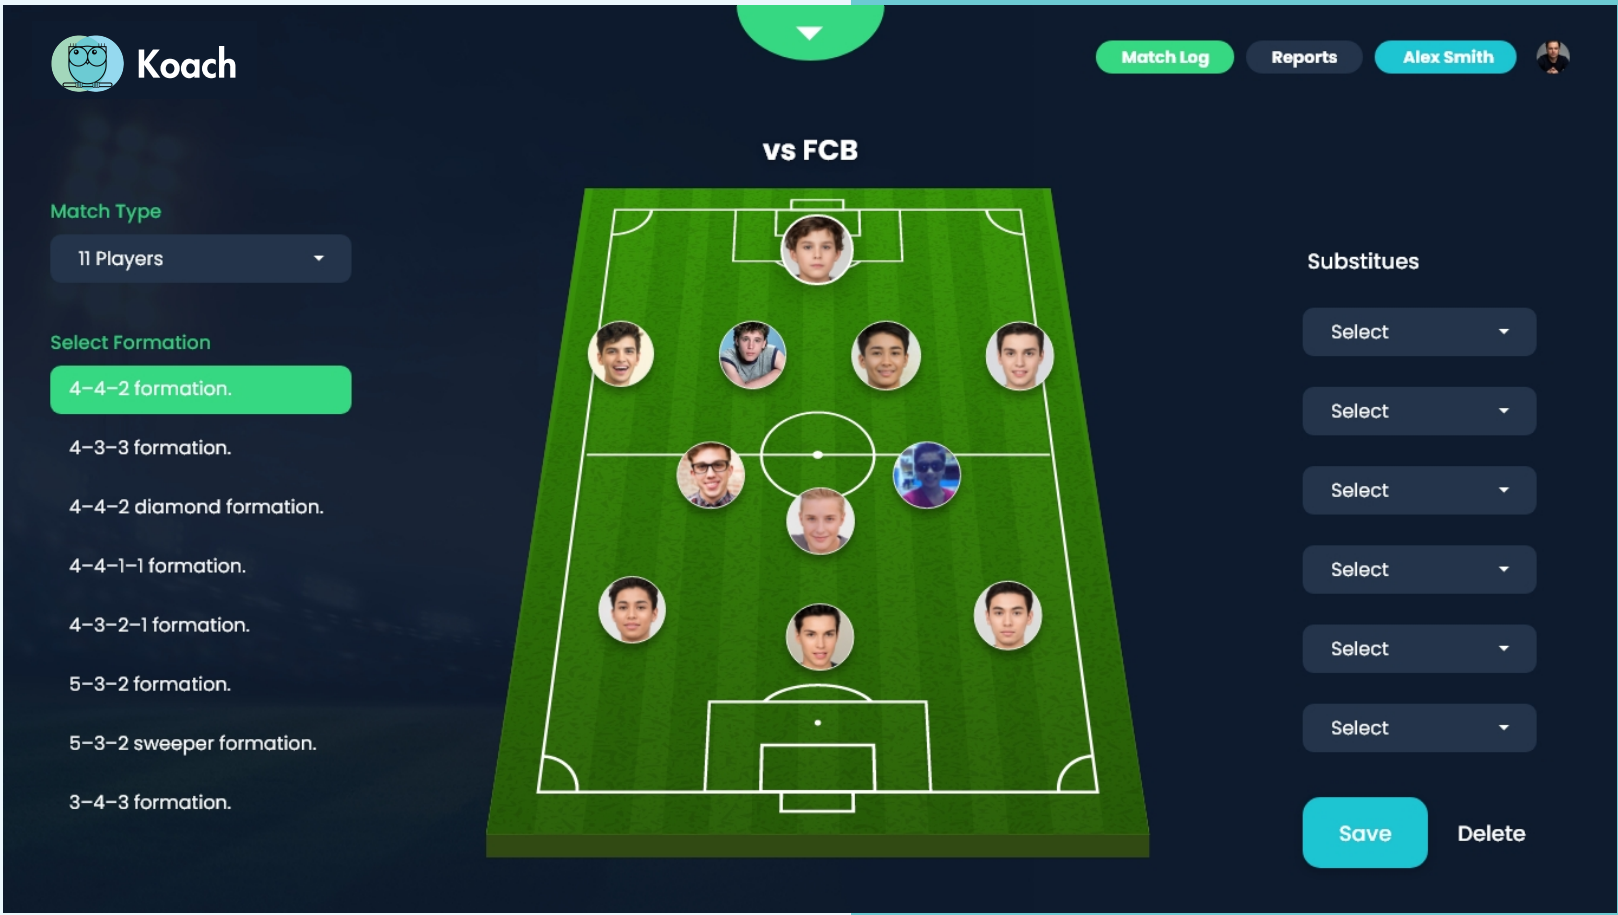 Koach
Match Log
Reports
Alex Smith
vs FCB
Match Type
11 Players
Select Formation
4-4-2 formation.
4-3-3 formation.
4-4-2 diamond formation.
4-4-1-1 formation.
4-3-2-1 formation.
5-3-2 formation.
5-3-2 sweeper formation.
3-4-3 formation.
Substitues
Select
Select
Select
Select
Select
Select
Save
Delete